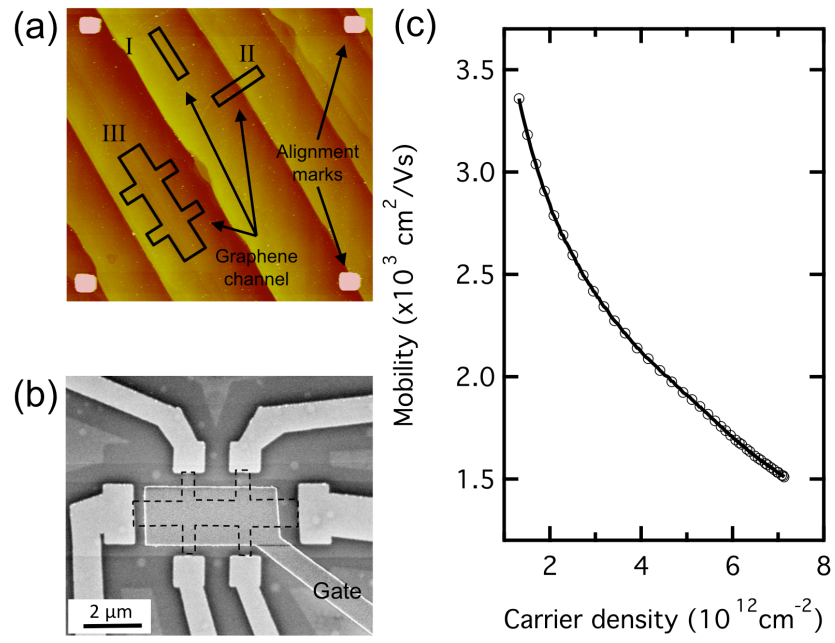 (a)
I
II
III
Alignment
marks
Graphene
channel
(b)
Gate
2 µm
(c)
3.5
3.0
2.5
2.0
1.5
Mobility (x10³ cm²/Vs)
2
4
6
8
Carrier density (10¹²cm⁻²)